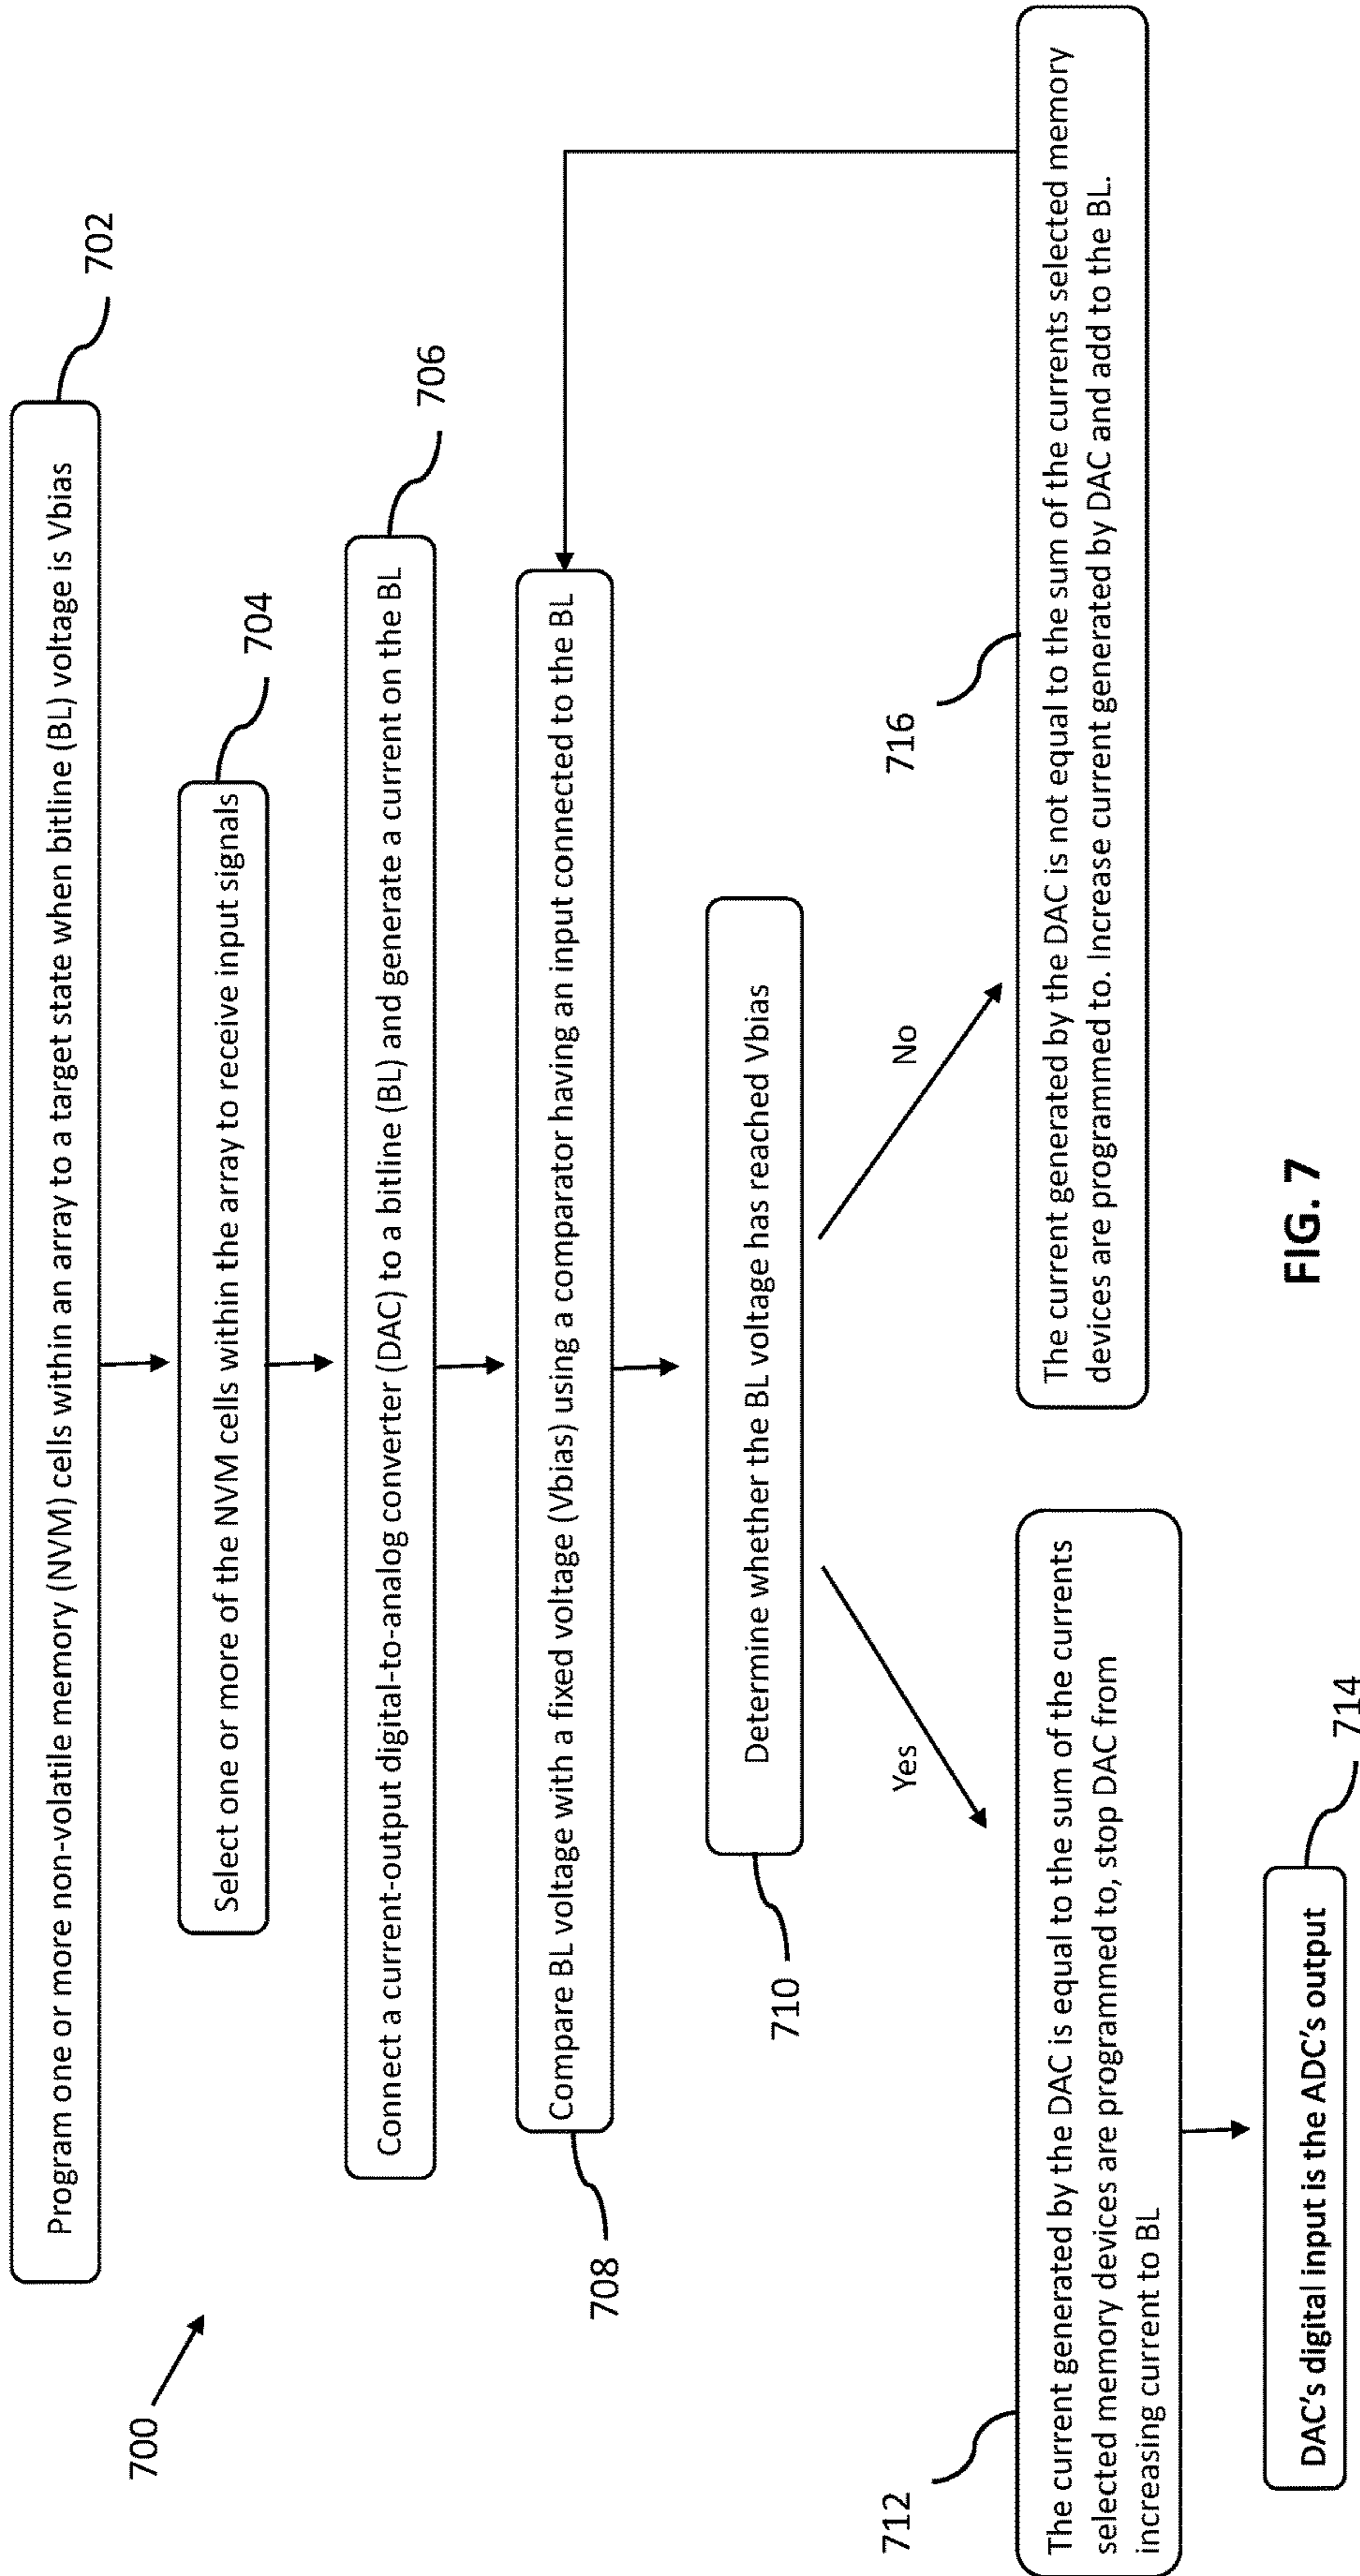 Program one or more non-volatile memory (NVM) cells within an array to a target state when bitline (BL) voltage is Vbias
702
700
Select one or more of the NVM cells within the array to receive input signals
704
Connect a current-output digital-to-analog converter (DAC) to a bitline (BL) and generate a current on the BL
706
Compare BL voltage with a fixed voltage (Vbias) using a comparator having an input connected to the BL
708
Determine whether the BL voltage has reached Vbias
710
Yes
No
712
The current generated by the DAC is equal to the sum of the currents
selected memory devices are programmed to, stop DAC from
increasing current to BL
716
The current generated by the DAC is not equal to the sum of the currents selected memory
devices are programmed to. Increase current generated by DAC and add to the BL.
DAC's digital input is the ADC's output
714
FIG. 7